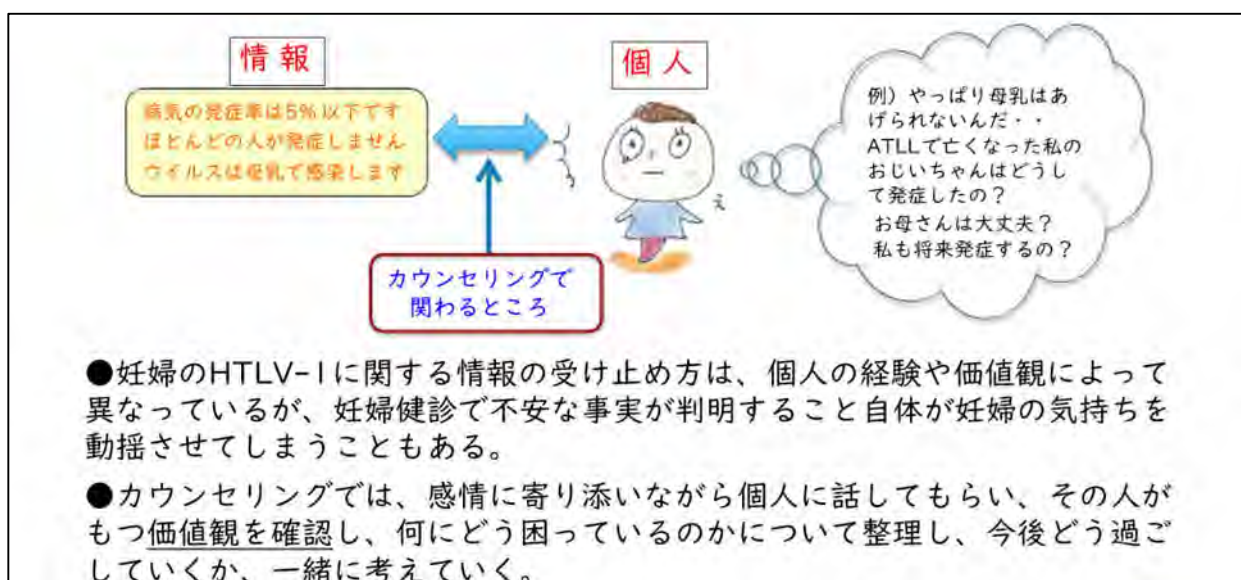 情報
病気の発症率は5%以下です
ほとんどの人が発症しません
ウイルスは母乳で感染します
個人
え
例）やっぱり母乳はあ
げられないんだ・・
ATLLで亡くなった私の
おじいちゃんはどうし
て発症したの？
お母さんは大丈夫？
私も将来発症するの？
カウンセリングで
関わるところ
●妊婦のHTLV-1に関する情報の受け止め方は、個人の経験や価値観によって
異なっているが、妊婦健診で不安な事実が判明すること自体が妊婦の気持ちを
動揺させてしまうこともある。
●カウンセリングでは、感情に寄り添いながら個人に話してもらい、その人が
もつ価値観を確認し、何にどう困っているのかについて整理し、今後どう過ご
していくか、一緒に考えていく。